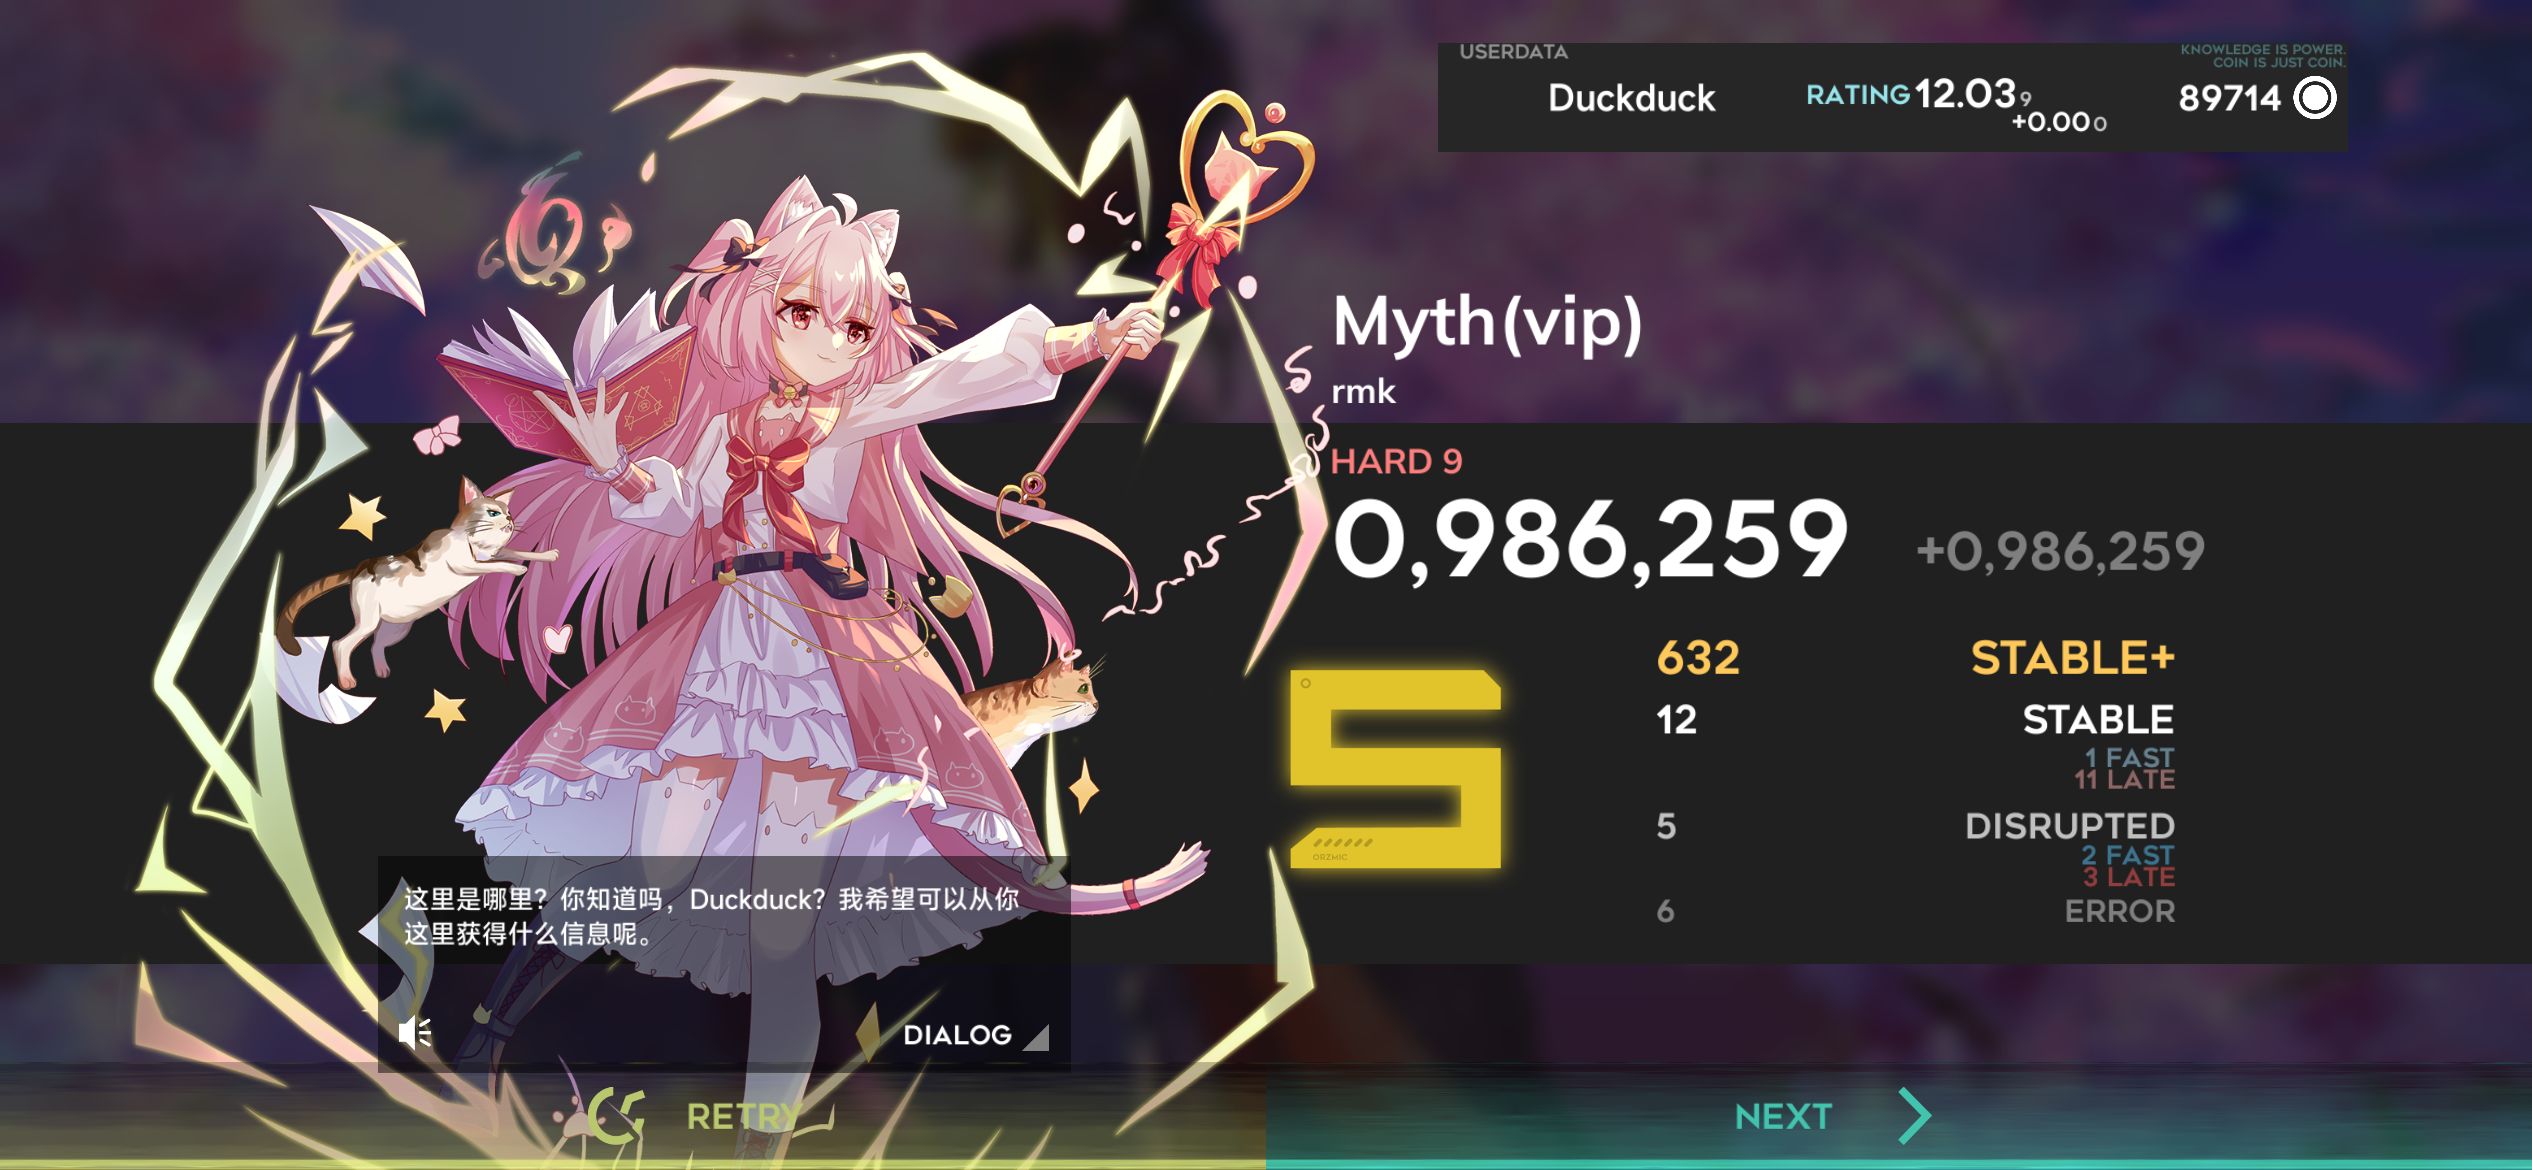 USERDATA
Duckduck
RATING 12.039
+0.000
KNOWLEDGE IS POWER.
COIN IS JUST COIN.
89714
Myth(vip)
rmk
HARD 9
0,986,259
+0,986,259
S
ORZMIC
632 STABLE+
12 STABLE
1 FAST
11 LATE
5 DISRUPTED
2 FAST
3 LATE
6 ERROR
这里是哪里？你知道吗，Duckduck？我希望可以从你
这里获得什么信息呢。
DIALOG
RETRY
NEXT